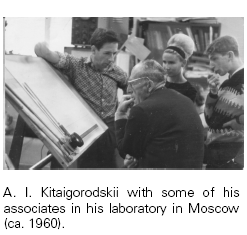 A. I. Kitaigorodskii with some of his
associates in his laboratory in Moscow
(ca. 1960).